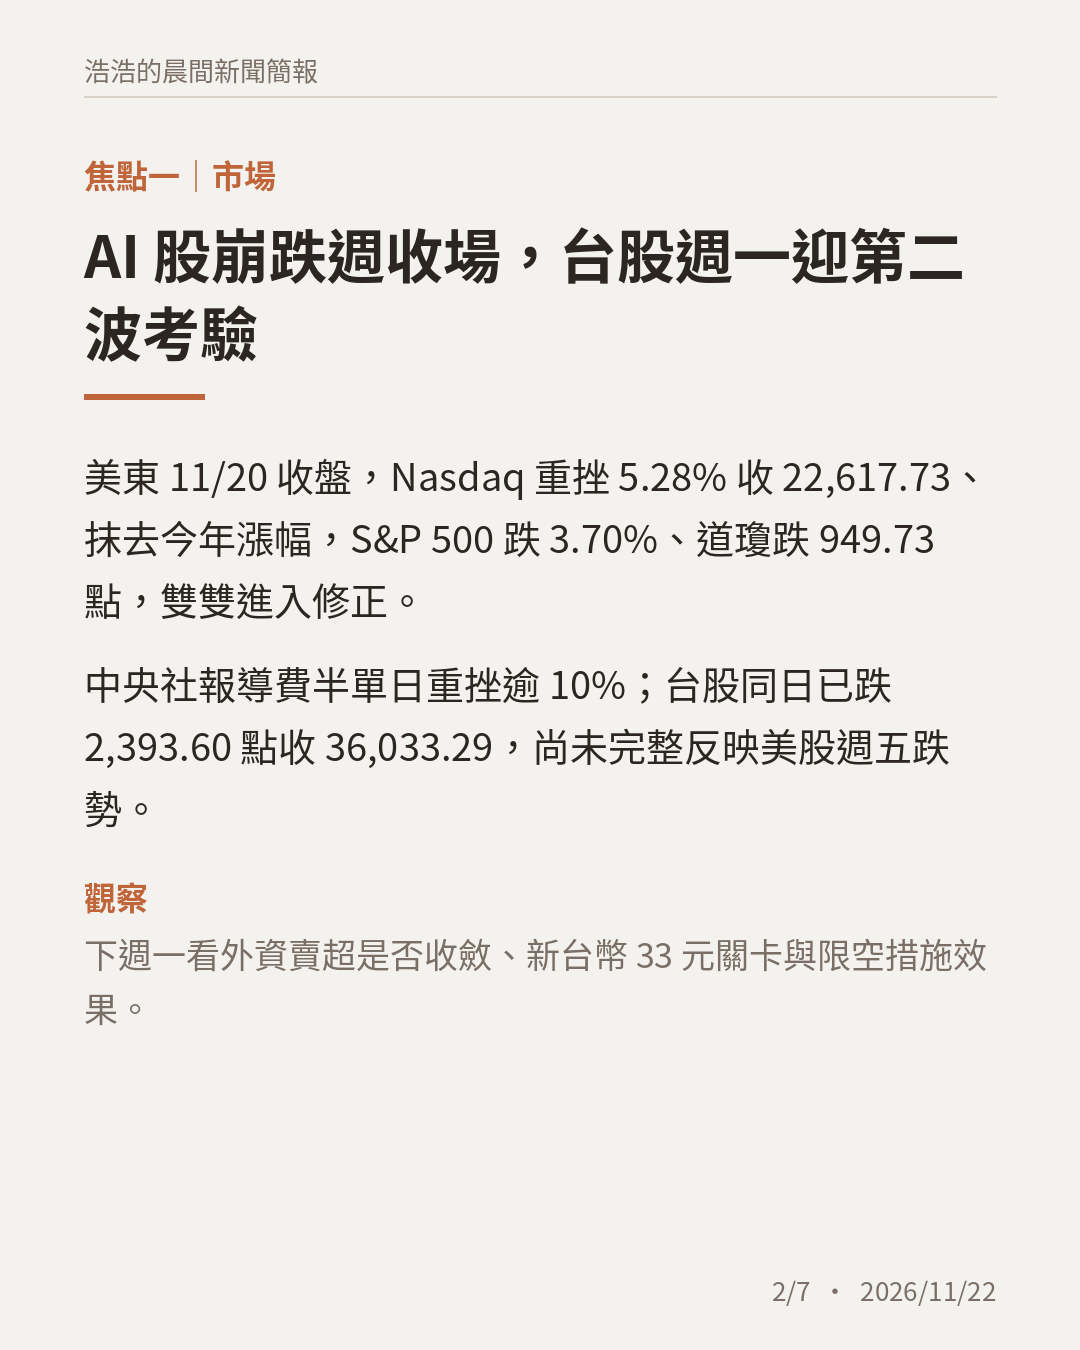 浩浩的晨間新聞簡報
焦點一｜市場
AI 股崩跌週收場，台股週一迎第二
波考驗
美東 11/20 收盤，Nasdaq 重挫 5.28% 收 22,617.73、
抹去今年漲幅，S&P 500 跌 3.70%、道瓊跌 949.73
點，雙雙進入修正。
中央社報導費半單日重挫逾 10%；台股同日已跌
2,393.60 點收 36,033.29，尚未完整反映美股週五跌
勢。
觀察
下週一看外資賣超是否收斂、新台幣 33 元關卡與限空措施效
果。
2/7 • 2026/11/22